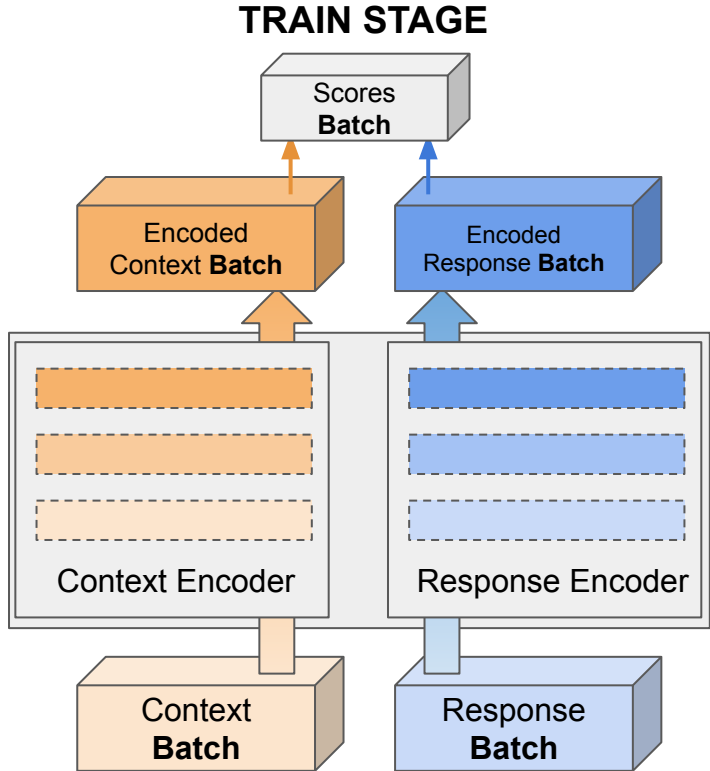 TRAIN STAGE
Scores
Batch
Encoded
Context Batch
Encoded
Response Batch
Context Encoder
Response Encoder
Context
Batch
Response
Batch